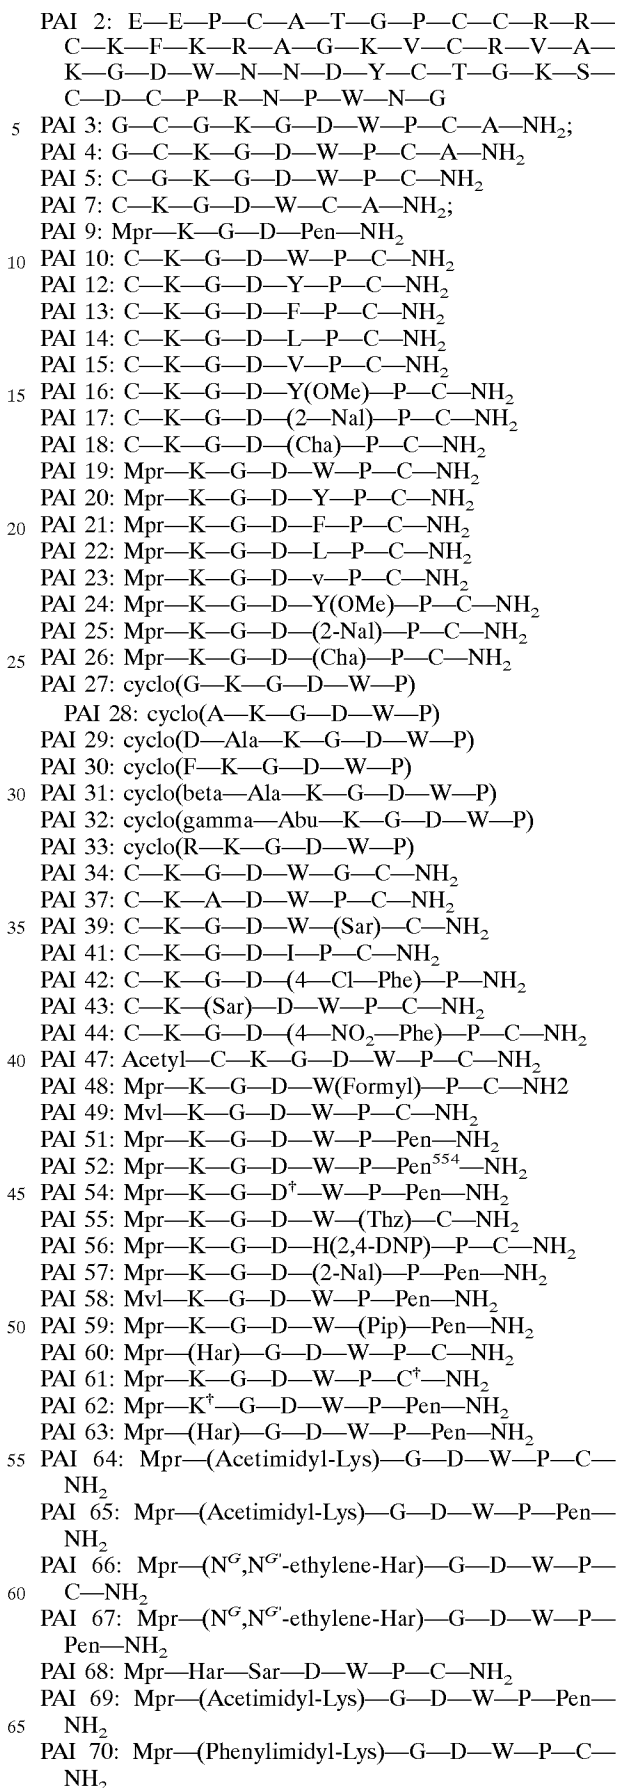 PAI 2: E—E—P—C—A—T—G—P—C—C—R—R—
C—K—F—K—R—A—G—K—V—C—R—V—A—
K—G—D—W—N—N—D—Y—C—T—G—K—S—
C—D—C—P—R—N—P—W—N—G
5 PAI 3: G—C—G—K—G—D—W—P—C—A—NH₂;
PAI 4: G—C—K—G—D—W—P—C—A—NH₂
PAI 5: C—G—K—G—D—W—P—C—NH₂
PAI 7: C—K—G—D—W—C—A—NH₂;
PAI 9: Mpr—K—G—D—Pen—NH₂
10 PAI 10: C—K—G—D—W—P—C—NH₂
PAI 12: C—K—G—D—Y—P—C—NH₂
PAI 13: C—K—G—D—F—P—C—NH₂
PAI 14: C—K—G—D—L—P—C—NH₂
PAI 15: C—K—G—D—V—P—C—NH₂
15 PAI 16: C—K—G—D—Y(OMe)—P—C—NH₂
PAI 17: C—K—G—D—(2—Nal)—P—C—NH₂
PAI 18: C—K—G—D—(Cha)—P—C—NH₂
PAI 19: Mpr—K—G—D—W—P—C—NH₂
PAI 20: Mpr—K—G—D—Y—P—C—NH₂
20 PAI 21: Mpr—K—G—D—F—P—C—NH₂
PAI 22: Mpr—K—G—D—L—P—C—NH₂
PAI 23: Mpr—K—G—D—v—P—C—NH₂
PAI 24: Mpr—K—G—D—Y(OMe)—P—C—NH₂
PAI 25: Mpr—K—G—D—(2-Nal)—P—C—NH₂
25 PAI 26: Mpr—K—G—D—(Cha)—P—C—NH₂
PAI 27: cyclo(G—K—G—D—W—P)
PAI 28: cyclo(A—K—G—D—W—P)
PAI 29: cyclo(D—Ala—K—G—D—W—P)
PAI 30: cyclo(F—K—G—D—W—P)
30 PAI 31: cyclo(beta—Ala—K—G—D—W—P)
PAI 32: cyclo(gamma—Abu—K—G—D—W—P)
PAI 33: cyclo(R—K—G—D—W—P)
PAI 34: C—K—G—D—W—G—C—NH₂
PAI 37: C—K—A—D—W—P—C—NH₂
35 PAI 39: C—K—G—D—W—(Sar)—C—NH₂
PAI 41: C—K—G—D—I—P—C—NH₂
PAI 42: C—K—G—D—(4—Cl—Phe)—P—NH₂
PAI 43: C—K—(Sar)—D—W—P—C—NH₂
PAI 44: C—K—G—D—(4—NO₂—Phe)—P—C—NH₂
40 PAI 47: Acetyl—C—K—G—D—W—P—C—NH₂
PAI 48: Mpr—K—G—D—W(Formyl)—P—C—NH2
PAI 49: Mvl—K—G—D—W—P—C—NH₂
PAI 51: Mpr—K—G—D—W—P—Pen—NH₂
PAI 52: Mpr—K—G—D—W—P—Pen⁵⁵⁴—NH₂
45 PAI 54: Mpr—K—G—D†—W—P—Pen—NH₂
PAI 55: Mpr—K—G—D—W—(Thz)—C—NH₂
PAI 56: Mpr—K—G—D—H(2,4-DNP)—P—C—NH₂
PAI 57: Mpr—K—G—D—(2-Nal)—P—Pen—NH₂
PAI 58: Mvl—K—G—D—W—P—Pen—NH₂
50 PAI 59: Mpr—K—G—D—W—(Pip)—Pen—NH₂
PAI 60: Mpr—(Har)—G—D—W—P—C—NH₂
PAI 61: Mpr—K—G—D—W—P—C†—NH₂
PAI 62: Mpr—K†—G—D—W—P—Pen—NH₂
PAI 63: Mpr—(Har)—G—D—W—P—Pen—NH₂
55 PAI 64: Mpr—(Acetimidyl-Lys)—G—D—W—P—C—
NH₂
PAI 65: Mpr—(Acetimidyl-Lys)—G—D—W—P—Pen—
NH₂
PAI 66: Mpr—(Nᴳ,Nᴳ'-ethylene-Har)—G—D—W—P—
60 C—NH₂
PAI 67: Mpr—(Nᴳ,Nᴳ'-ethylene-Har)—G—D—W—P—
Pen—NH₂
PAI 68: Mpr—Har—Sar—D—W—P—C—NH₂
PAI 69: Mpr—(Acetimidyl-Lys)—G—D—W—P—Pen—
65 NH₂
PAI 70: Mpr—(Phenylimidyl-Lys)—G—D—W—P—C—
NH₂